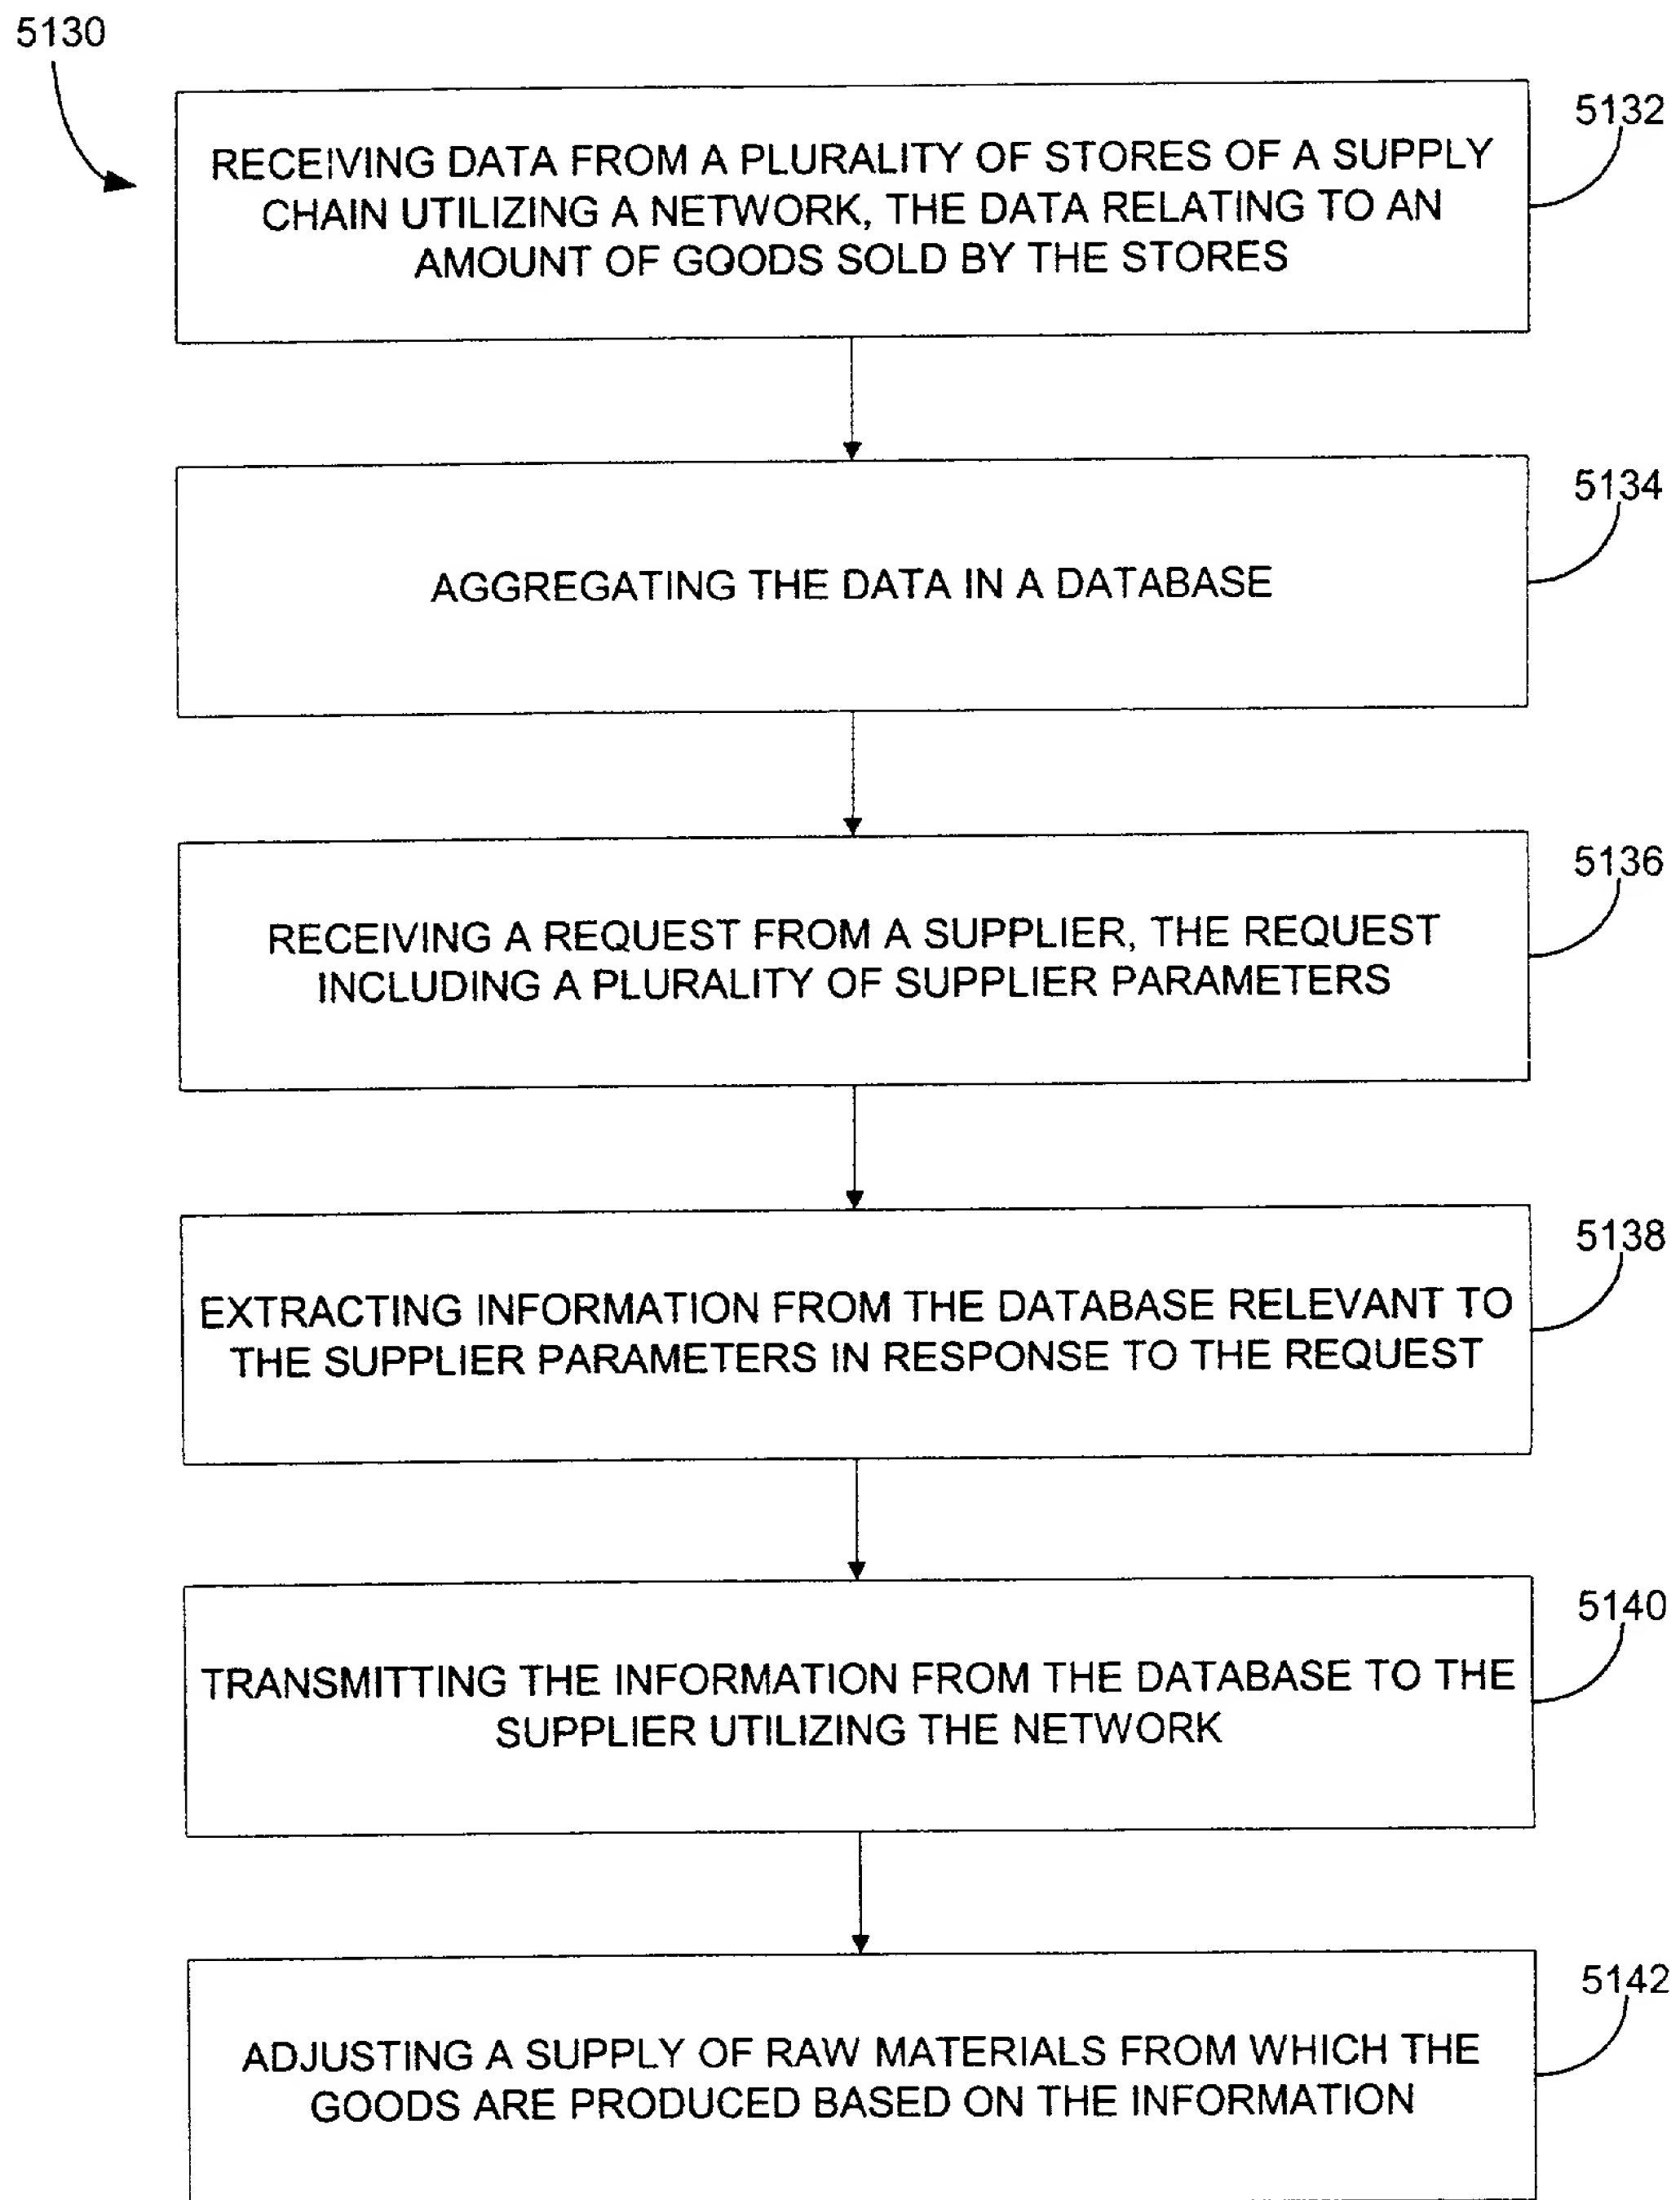 5130
5132
RECEIVING DATA FROM A PLURALITY OF STORES OF A SUPPLY
CHAIN UTILIZING A NETWORK, THE DATA RELATING TO AN
AMOUNT OF GOODS SOLD BY THE STORES
5134
AGGREGATING THE DATA IN A DATABASE
5136
RECEIVING A REQUEST FROM A SUPPLIER, THE REQUEST
INCLUDING A PLURALITY OF SUPPLIER PARAMETERS
5138
EXTRACTING INFORMATION FROM THE DATABASE RELEVANT TO
THE SUPPLIER PARAMETERS IN RESPONSE TO THE REQUEST
5140
TRANSMITTING THE INFORMATION FROM THE DATABASE TO THE
SUPPLIER UTILIZING THE NETWORK
5142
ADJUSTING A SUPPLY OF RAW MATERIALS FROM WHICH THE
GOODS ARE PRODUCED BASED ON THE INFORMATION